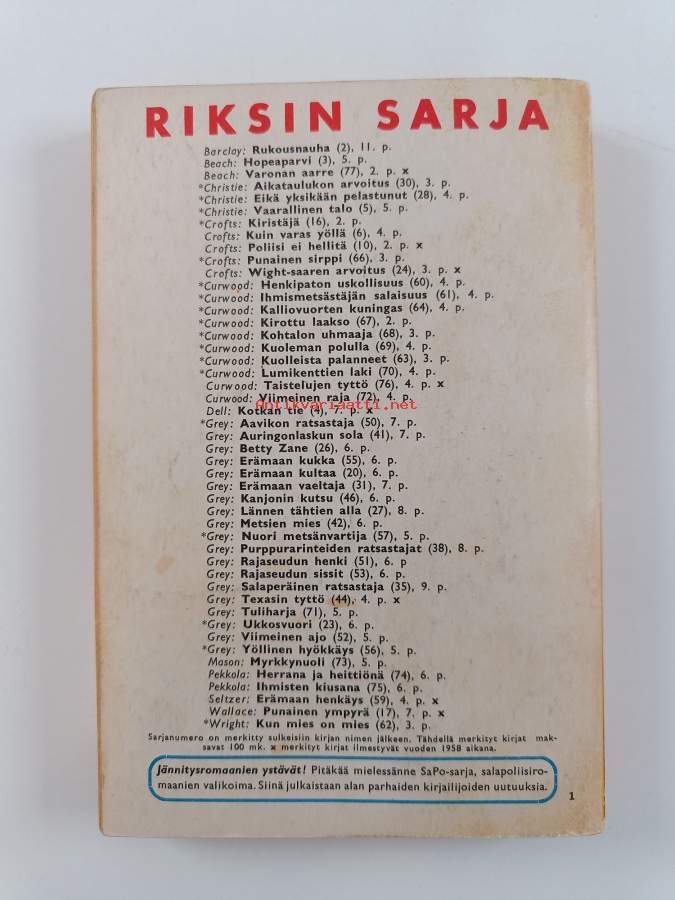 RIKSIN SARJA
Barclay: Rukousnauha (2), 11. p.
Beach: Hopeaparvi (3), 5. p.
Beach: Varonan aarre (77), 2. p. x
*Christie: Aikataulukon arvoitus (30), 3. p.
*Christie: Eikä yksikään pelastunut (28), 4. p.
*Christie: Vaarallinen talo (5), 5. p.
*Crofts: Kiristäjä (16), 2. p.
Crofts: Kuin varas yöllä (6), 4. p.
Crofts: Poliisi ei hellitä (10), 2. p. x
*Crofts: Punainen sirppi (66), 3. p.
Crofts: Wight-saaren arvoitus (24), 3. p. x
*Curwood: Henkipaton uskollisuus (60), 4. p.
*Curwood: Ihmismetsästäjän salaisuus (61), 4. p.
*Curwood: Kalliovuorten kuningas (64), 4. p.
*Curwood: Kirottu laakso (67), 2. p.
*Curwood: Kohtalon uhmaaja (68), 3. p.
*Curwood: Kuoleman polulla (69), 4. p.
*Curwood: Kuolleista palanneet (63), 3. p.
*Curwood: Lumikenttien laki (70), 4. p.
Curwood: Taistelujen tyttö (76), 4. p. x
Curwood: Viimeinen raja (72), 4. p.
Antikvariaatti.net
Dell: Kotkan tie (4), 7. p. x
*Grey: Aavikon ratsastaja (50), 7. p.
Grey: Auringonlaskun sola (41), 7. p.
Grey: Betty Zane (26), 6. p.
Grey: Erämaan kukka (55), 6. p.
Grey: Erämaan kultaa (20), 6. p.
Grey: Erämaan vaeltaja (31), 7. p.
Grey: Kanjonin kutsu (46), 6. p.
Grey: Lännen tähtien alla (27), 8. p.
Grey: Metsien mies (42), 6. p.
*Grey: Nuori metsänvartija (57), 5. p.
Grey: Purppurarinteiden ratsastajat (38), 8. p.
Grey: Rajaseudun henki (51), 6. p
Grey: Rajaseudun sissit (53), 6. p.
Grey: Salaperäinen ratsastaja (35), 9. p.
Grey: Texasin tyttö (44), 4. p. x
Grey: Tuliharja (71), 5. p.
*Grey: Ukkosvuori (23), 6. p.
Grey: Viimeinen ajo (52), 5. p.
*Grey: Yöllinen hyökkäys (56), 5. p.
Mason: Myrkkynuoli (73), 5. p.
Pekkola: Herrana ja heittiönä (74), 6. p.
Pekkola: Ihmisten kiusana (75), 6. p.
Seltzer: Erämaan henkäys (59), 4. p. x
Wallace: Punainen ympyrä (17), 7. p. x
*Wright: Kun mies on mies (62), 3. p.
Sarjanumero on merkitty sulkeisiin kirjan nimen jälkeen. Tähdellä merkityt kirjat mak-
savat 100 mk. x merkityt kirjat ilmestyvät vuoden 1958 aikana.
Jännitysromaanien ystävät! Pitäkää mielessänne SaPo-sarja, salapoliisiro-
maanien valikoima. Siinä julkaistaan alan parhaiden kirjailijoiden uutuuksia.
1